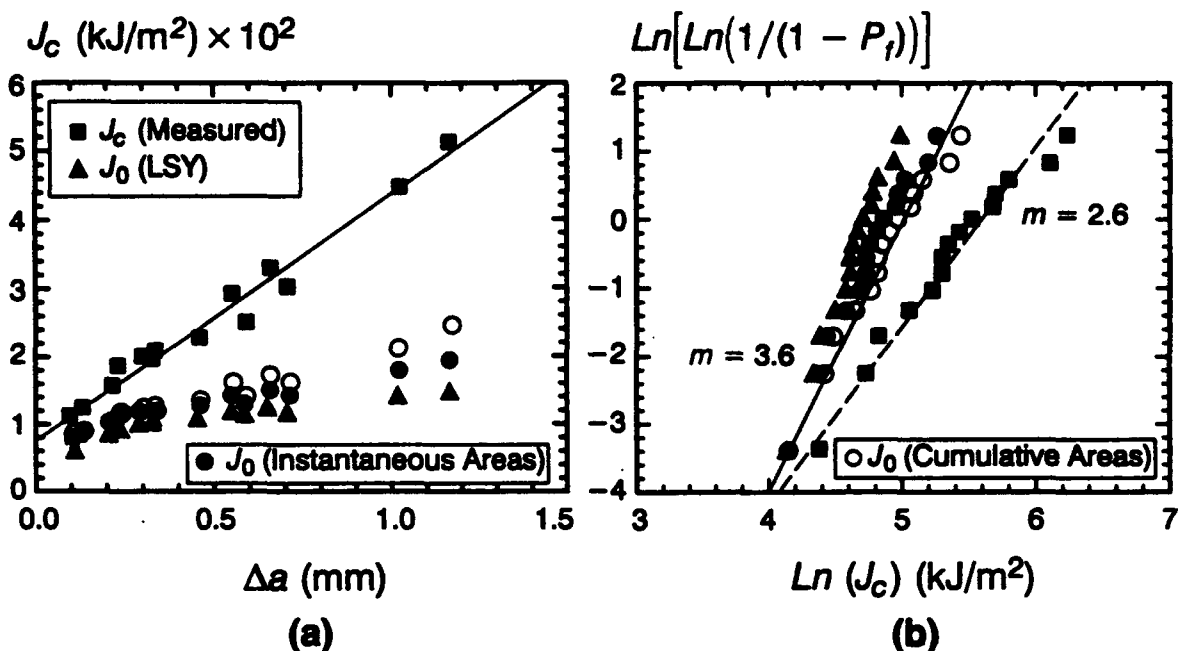 J_c (kJ/m²) × 10²
6
5
4
3
2
1
0
■ J_c (Measured)
▲ J_0 (LSY)
● J_0 (Instantaneous Areas)
0.0 0.5 1.0 1.5
Δa (mm)
(a)
Ln[Ln(1/(1 − P_f))]
2
1
0
−1
−2
−3
−4
m = 2.6
m = 3.6
○ J_0 (Cumulative Areas)
3 4 5 6 7
Ln (J_c) (kJ/m²)
(b)